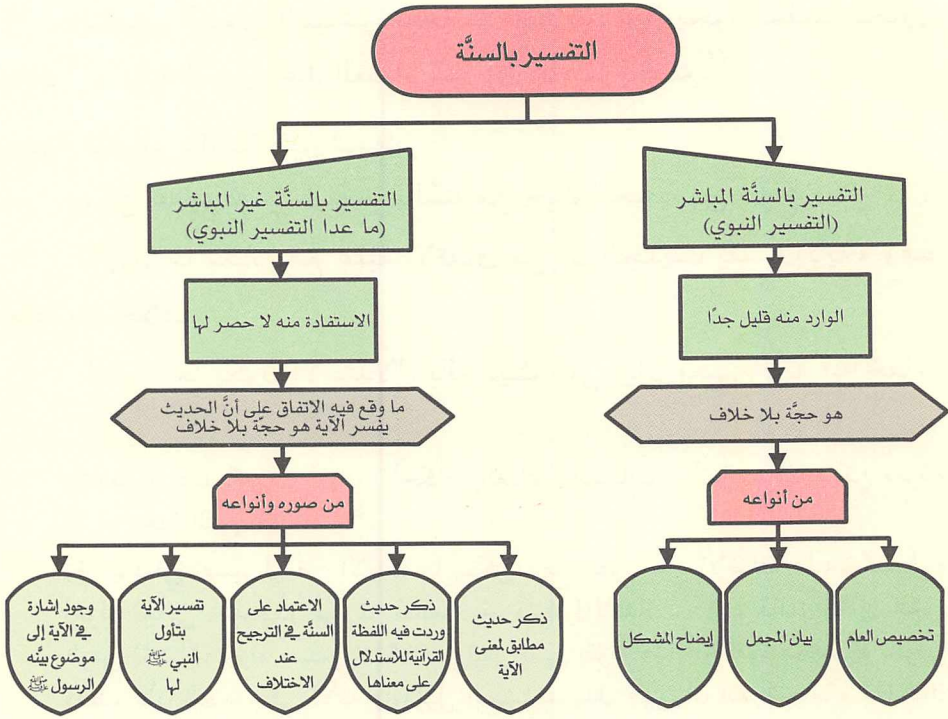 التفسير بالسنَّة
التفسير بالسنَّة المباشر
(التفسير النبوي)
الوارد منه قليل جدًا
هو حجَّة بلا خلاف
من أنواعه
تخصيص العام
بيان المجمل
إيضاح المشكل
التفسير بالسنَّة غير المباشر
(ما عدا التفسير النبوي)
الاستفادة منه لا حصر لها
ما وقع فيه الاتفاق على أنَّ الحديث
يفسر الآية هو حجَّة بلا خلاف
من صوره وأنواعه
ذكر حديث
مطابق لمعنى
الآية
ذكر حديث
وردت فيه اللفظة
القرآنية للاستدلال
على معناها
الاعتماد على
السنَّة في الترجيح
عند
الاختلاف
تفسير الآية
بتأول
النبي ﷺ
لها
وجود إشارة
في الآية إلى
موضوع بيَّنه
الرسول ﷺ